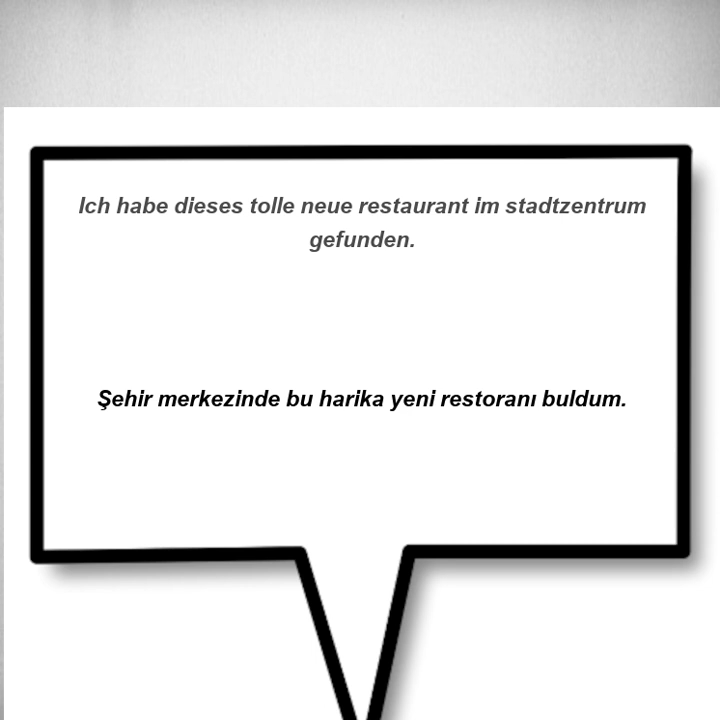 Ich habe dieses tolle neue restaurant im stadtzentrum
gefunden.
Şehir merkezinde bu harika yeni restoranı buldum.